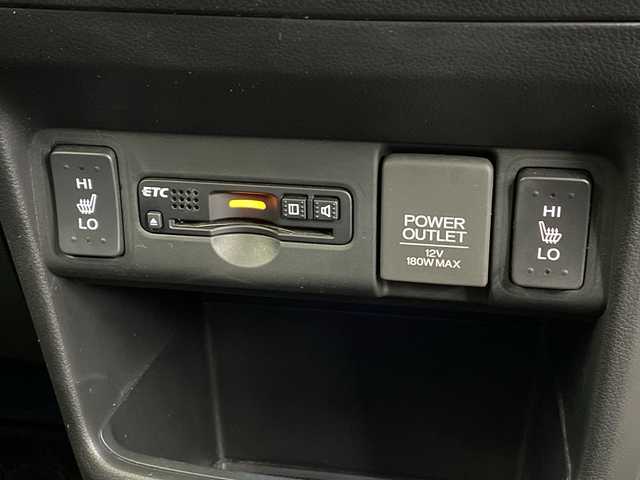 HI
LO
ETC
POWER
OUTLET
12V
180W MAX
HI
LO